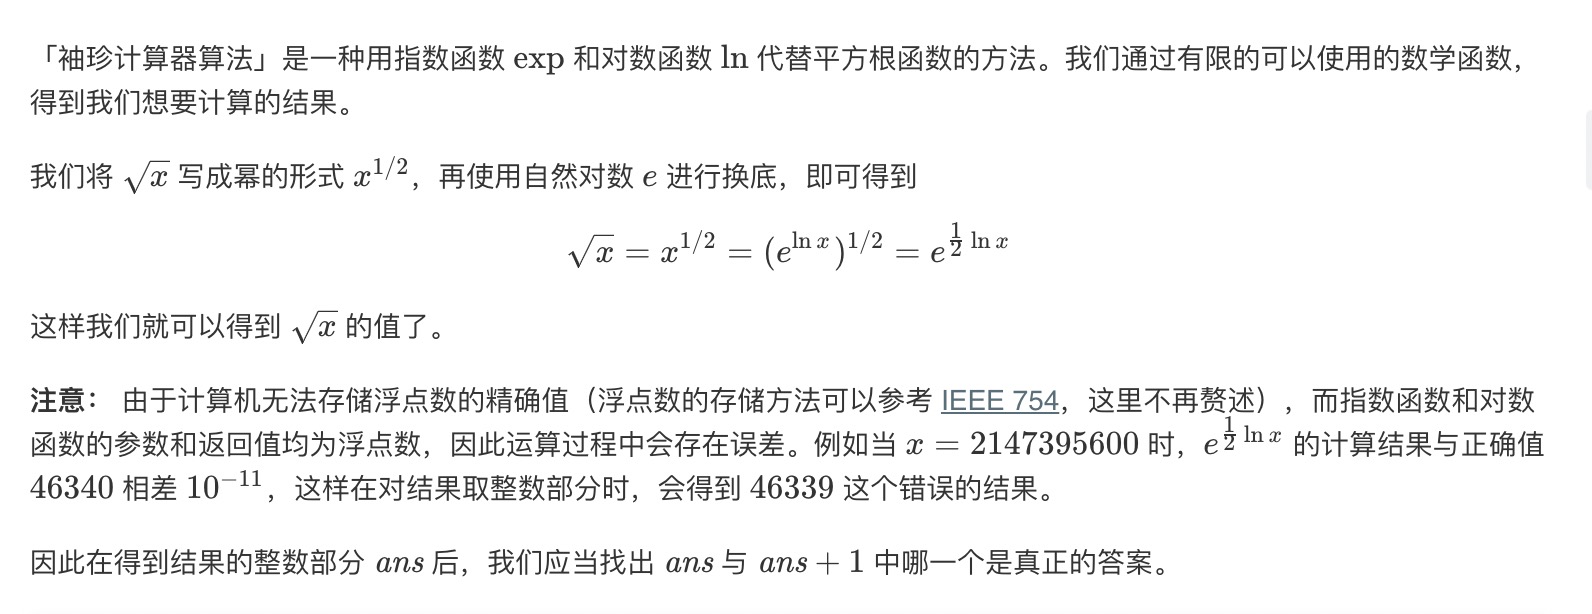 「袖珍计算器算法」是一种用指数函数 exp 和对数函数 ln 代替平方根函数的方法。我们通过有限的可以使用的数学函数，
得到我们想要计算的结果。
我们将 √x 写成幂的形式 x^{1/2}，再使用自然对数 e 进行换底，即可得到
√x = x^{1/2} = (e^{ln x})^{1/2} = e^{\frac{1}{2} ln x}
这样我们就可以得到 √x 的值了。
注意： 由于计算机无法存储浮点数的精确值（浮点数的存储方法可以参考 IEEE 754，这里不再赘述），而指数函数和对数
函数的参数和返回值均为浮点数，因此运算过程中会存在误差。例如当 x = 2147395600 时，e^{\frac{1}{2} ln x} 的计算结果与正确值
46340 相差 10^{-11}，这样在对结果取整数部分时，会得到 46339 这个错误的结果。
因此在得到结果的整数部分 ans 后，我们应当找出 ans 与 ans + 1 中哪一个是真正的答案。